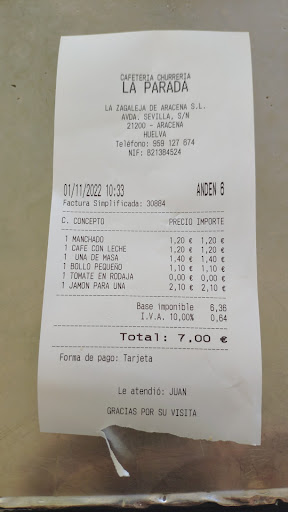 CAFETERIA CHURRERIA
LA PARADA
LA ZAGALEJA DE ARACENA S.L.
AVDA. SEVILLA, S/N
21200 - ARACENA
HUELVA
Teléfono: 959 127 674
NIF: B21384524
01/11/2022 10:33 ANDEN 6
Factura Simplificada: 30884
C. CONCEPTO PRECIO IMPORTE
1 MANCHADO 1,20 € 1,20 €
1 CAFE CON LECHE 1,20 € 1,20 €
1 UNA DE MASA 1,40 € 1,40 €
1 BOLLO PEQUEÑO 1,10 € 1,10 €
1 TOMATE EN RODAJA 0,00 € 0,00 €
1 JAMON PARA UNA 2,10 € 2,10 €
Base imponible 6,36
I.V.A. 10,00% 0,64
Total: 7,00 €
Forma de pago: Tarjeta
Le atendió: JUAN
GRACIAS POR SU VISITA